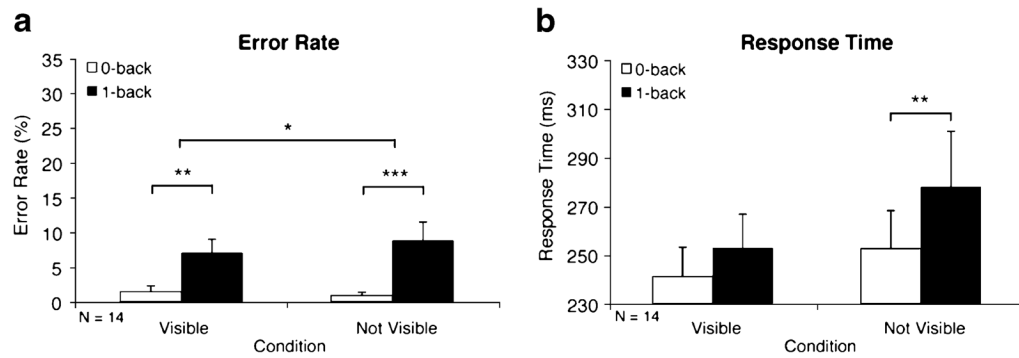 a
Error Rate
35
30
25
20
15
10
5
0
Error Rate (%)
0-back
1-back
*
**
***
N = 14
Visible
Not Visible
Condition
b
Response Time
330
310
290
270
250
230
Response Time (ms)
0-back
1-back
**
N = 14
Visible
Not Visible
Condition